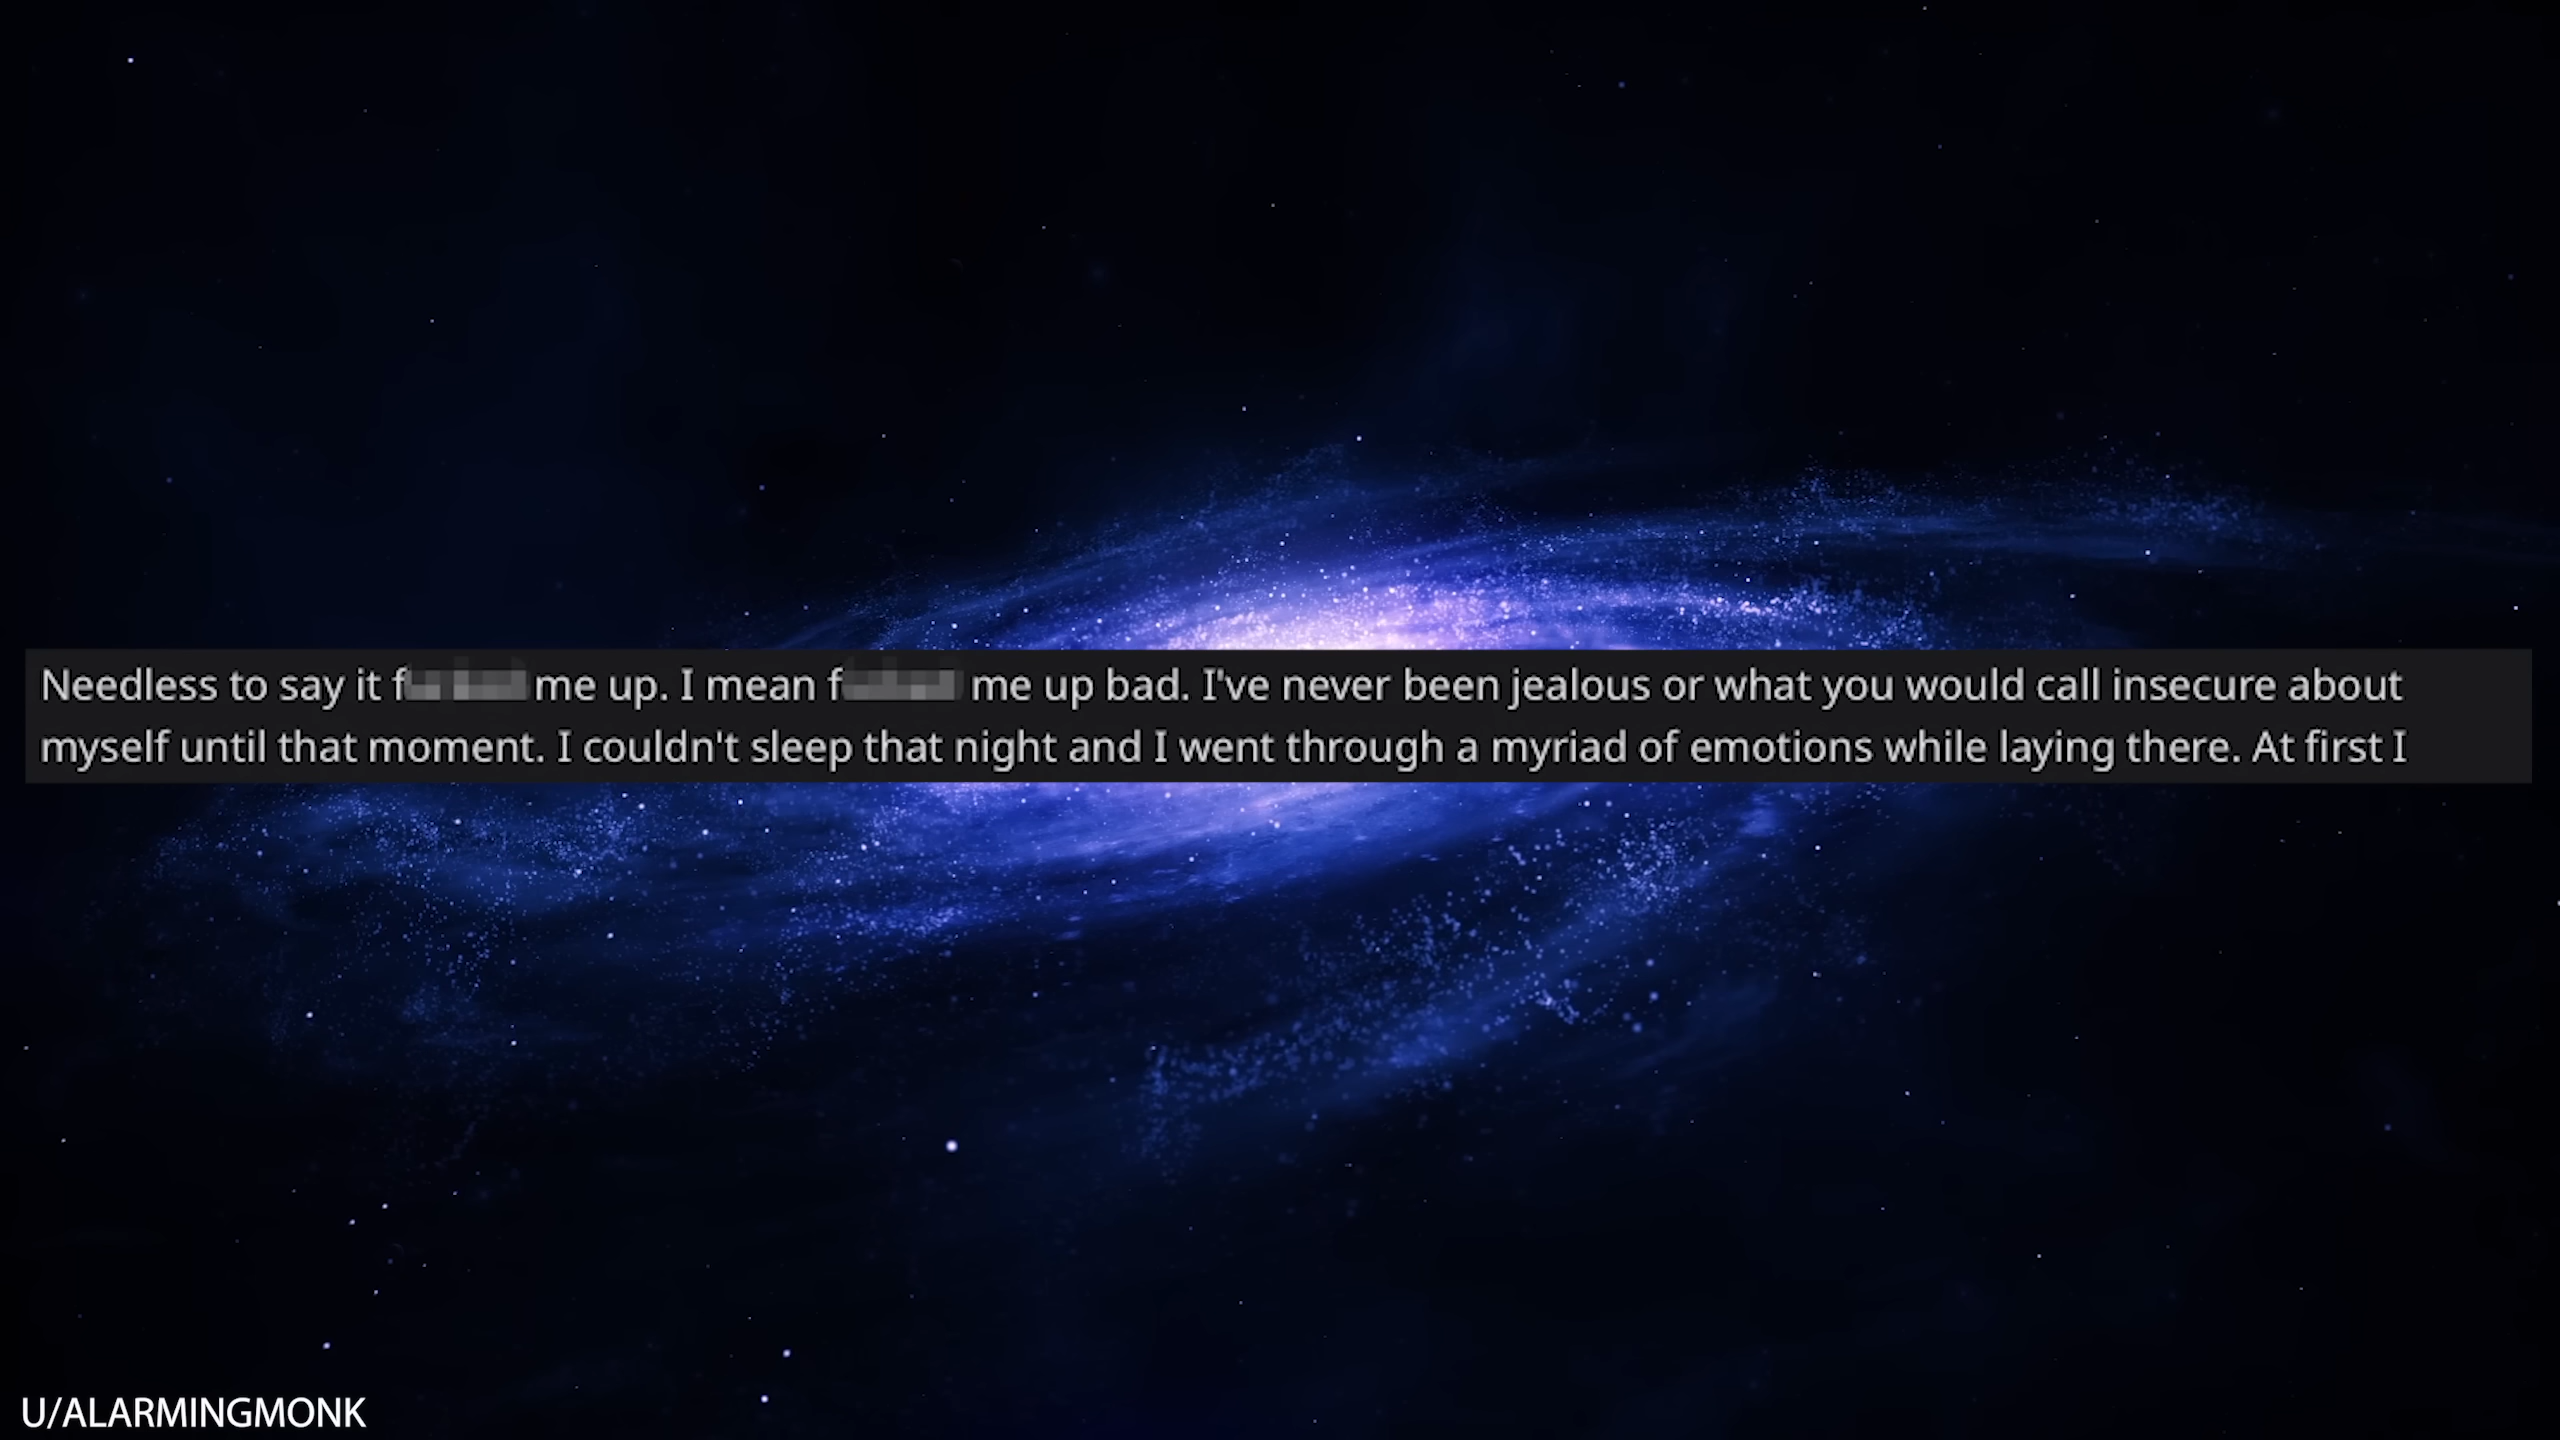 Needless to say it f me up. I mean f me up bad. I've never been jealous or what you would call insecure about
myself until that moment. I couldn't sleep that night and I went through a myriad of emotions while laying there. At first I
U/ALARMINGMONK